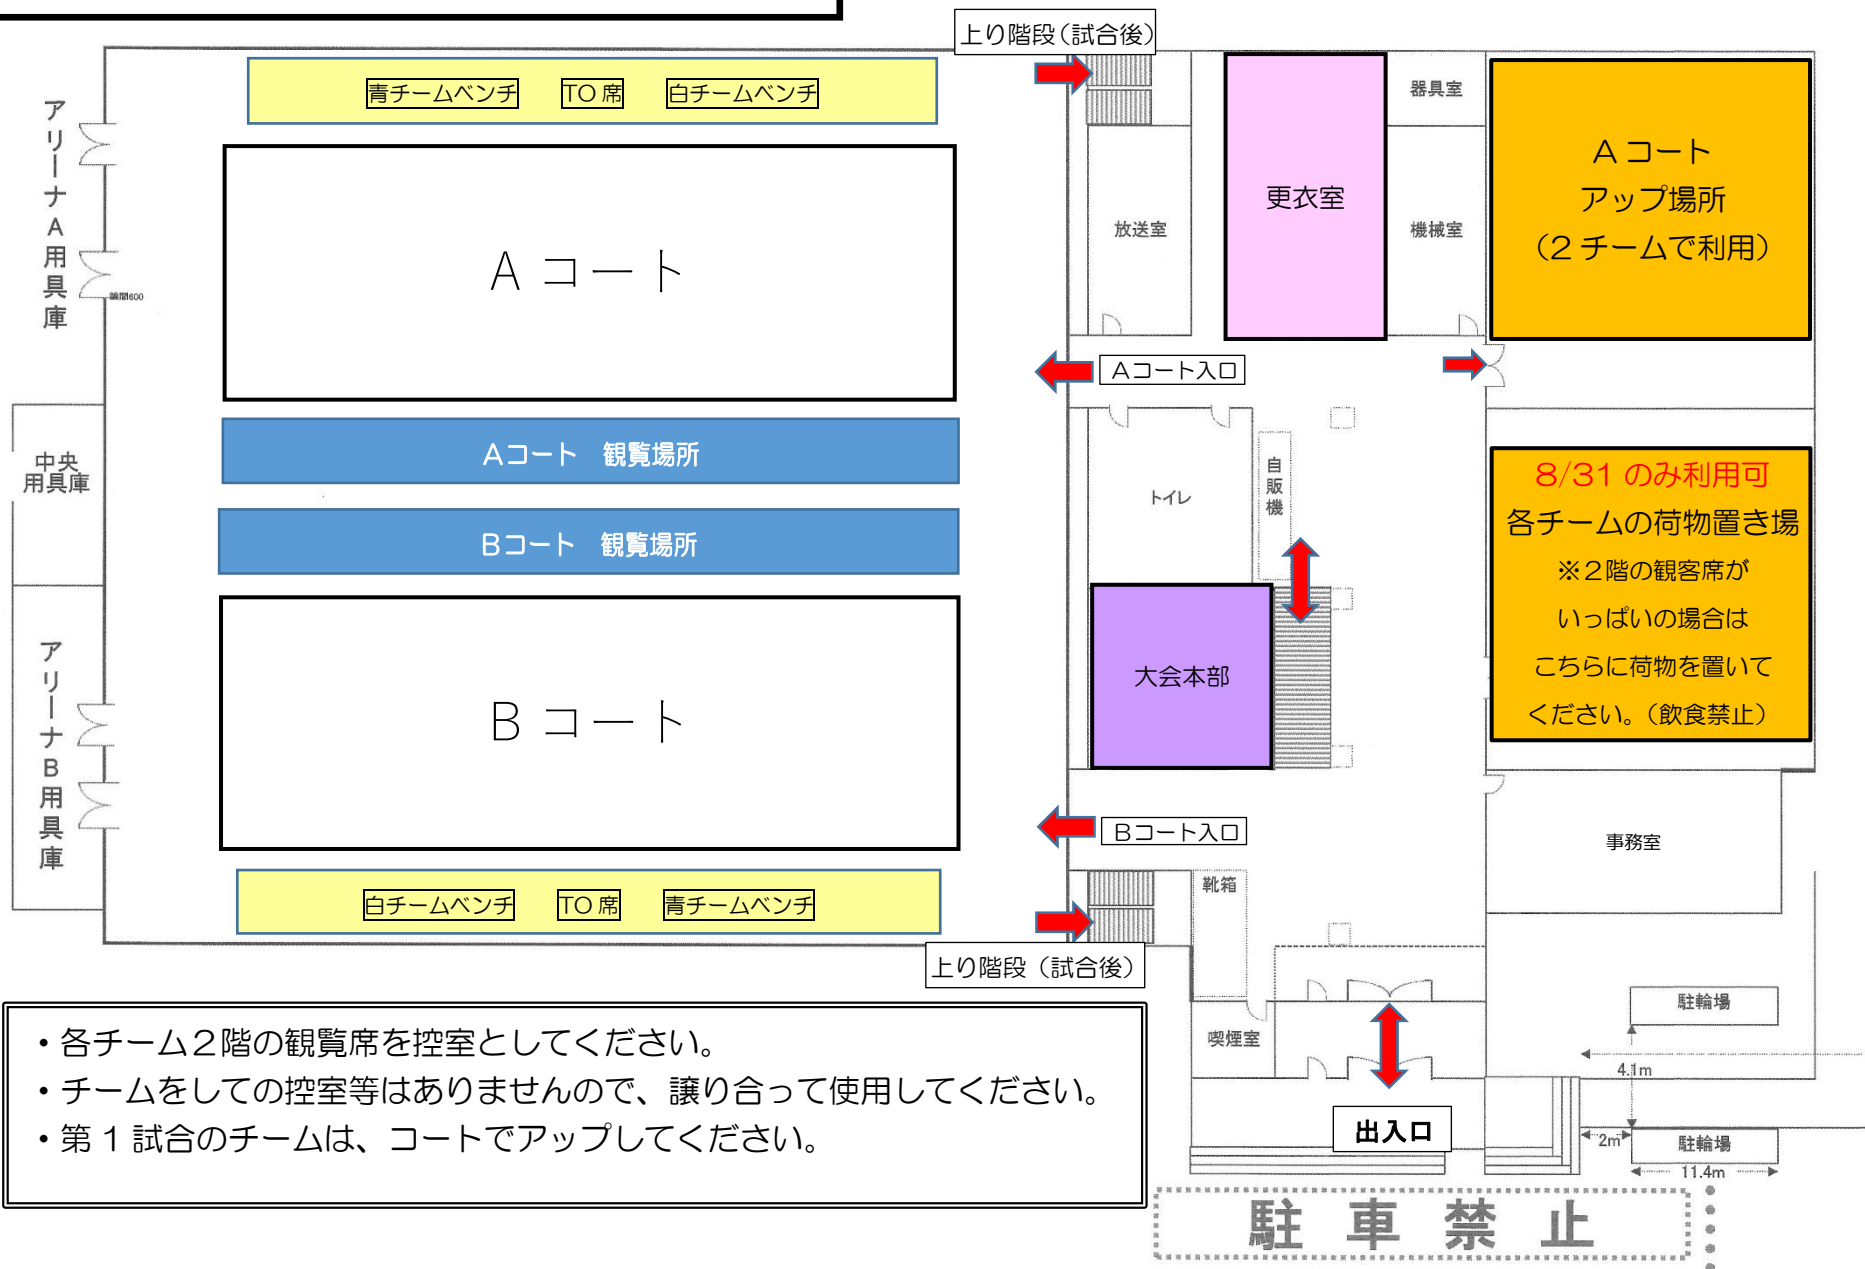 上り階段（試合後）
青チームベンチ　TO 席　白チームベンチ
アリーナA用具庫
Aコート
放送室
更衣室
器具室
機械室
Aコート
アップ場所
（2チームで利用）
Aコート入口
Aコート　観覧場所
Bコート　観覧場所
中央
用具庫
トイレ
自販機
8/31 のみ利用可
各チームの荷物置き場
※２階の観客席が
いっぱいの場合は
こちらに荷物を置いて
ください。（飲食禁止）
大会本部
アリーナB用具庫
Bコート
Bコート入口
事務室
白チームベンチ　TO 席　青チームベンチ
靴箱
上り階段（試合後）
・各チーム２階の観覧席を控室としてください。
・チームをしての控室等はありませんので、譲り合って使用してください。
・第 1 試合のチームは、コートでアップしてください。
喫煙室
出入口
駐輪場
4.1m
2m
駐輪場
11.4m
駐車禁止